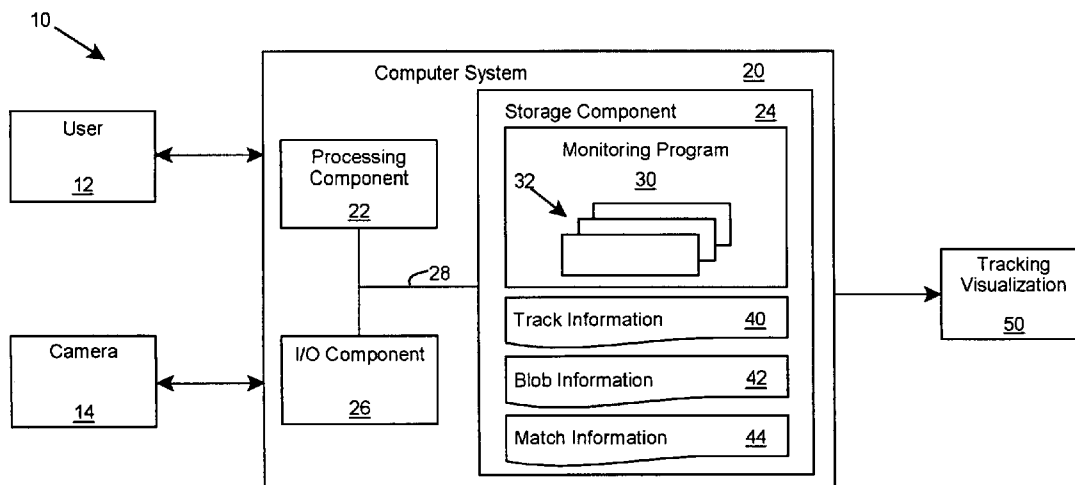 10
Computer System 20
User
12
Processing
Component
22
Storage Component 24
Monitoring Program
30
32
28
Camera
14
I/O Component
26
Track Information 40
Blob Information 42
Match Information 44
Tracking
Visualization
50